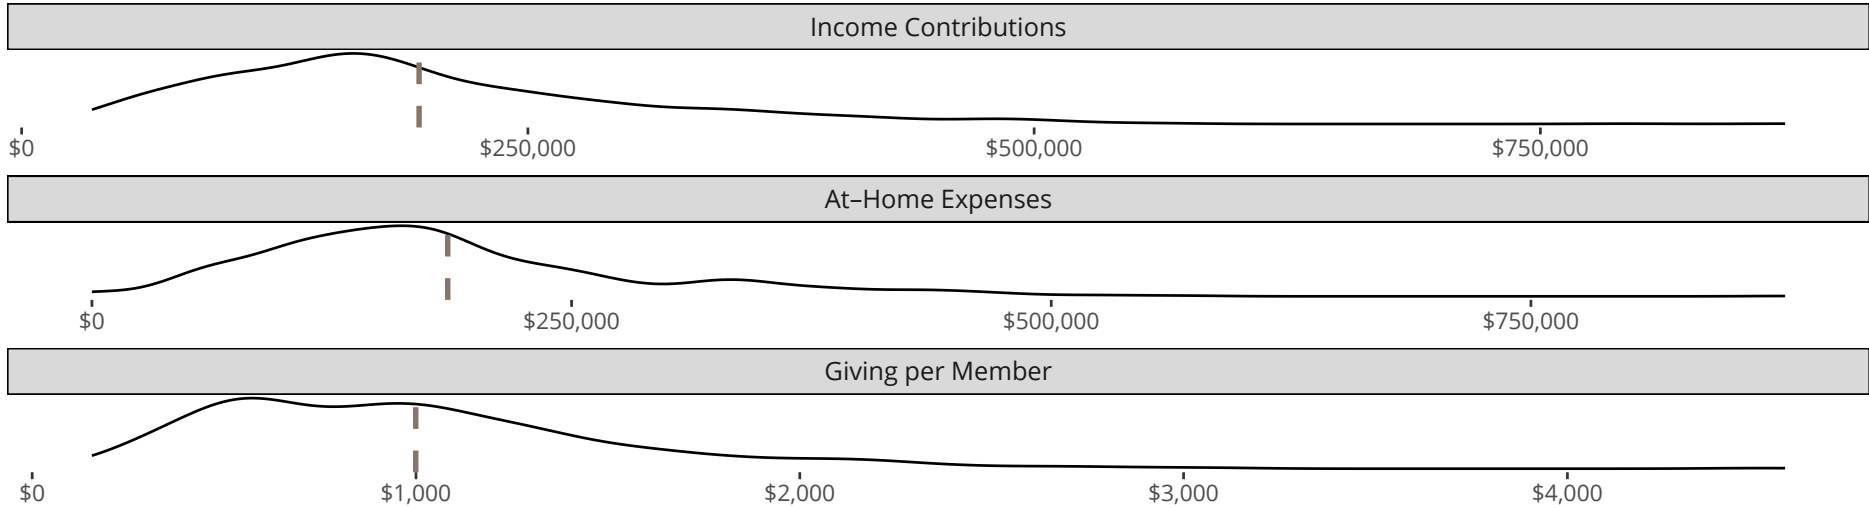 Income Contributions
$0 $250,000 $500,000 $750,000
At–Home Expenses
$0 $250,000 $500,000 $750,000
Giving per Member
$0 $1,000 $2,000 $3,000 $4,000